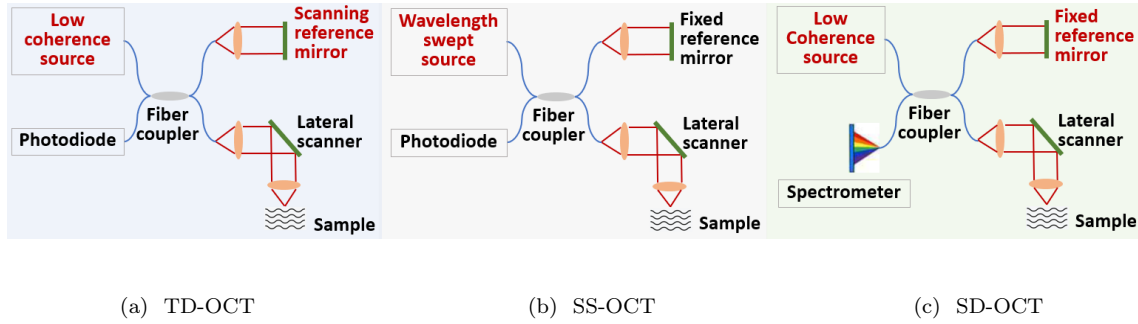 Low
coherence
source
Scanning
reference
mirror
Fiber
coupler
Photodiode
Lateral
scanner
Sample
Wavelength
swept
source
Fixed
reference
mirror
Fiber
coupler
Photodiode
Lateral
scanner
Sample
Low
Coherence
source
Fixed
reference
mirror
Fiber
coupler
Lateral
scanner
Spectrometer
Sample
(a) TD-OCT
(b) SS-OCT
(c) SD-OCT